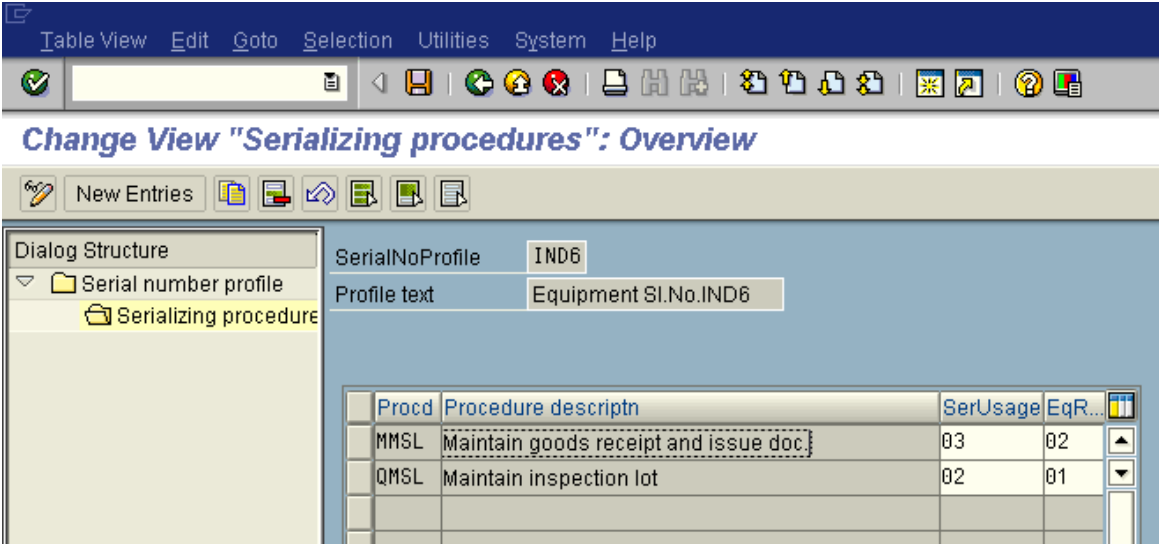 Table View Edit Goto Selection Utilities System Help
Change View "Serializing procedures": Overview
New Entries
Dialog Structure
Serial number profile
Serializing procedure
SerialNoProfile IND6
Profile text Equipment Sl.No.IND6
Procd Procedure descriptn SerUsage EqR...
MMSL Maintain goods receipt and issue doc. 03 02
QMSL Maintain inspection lot 02 01